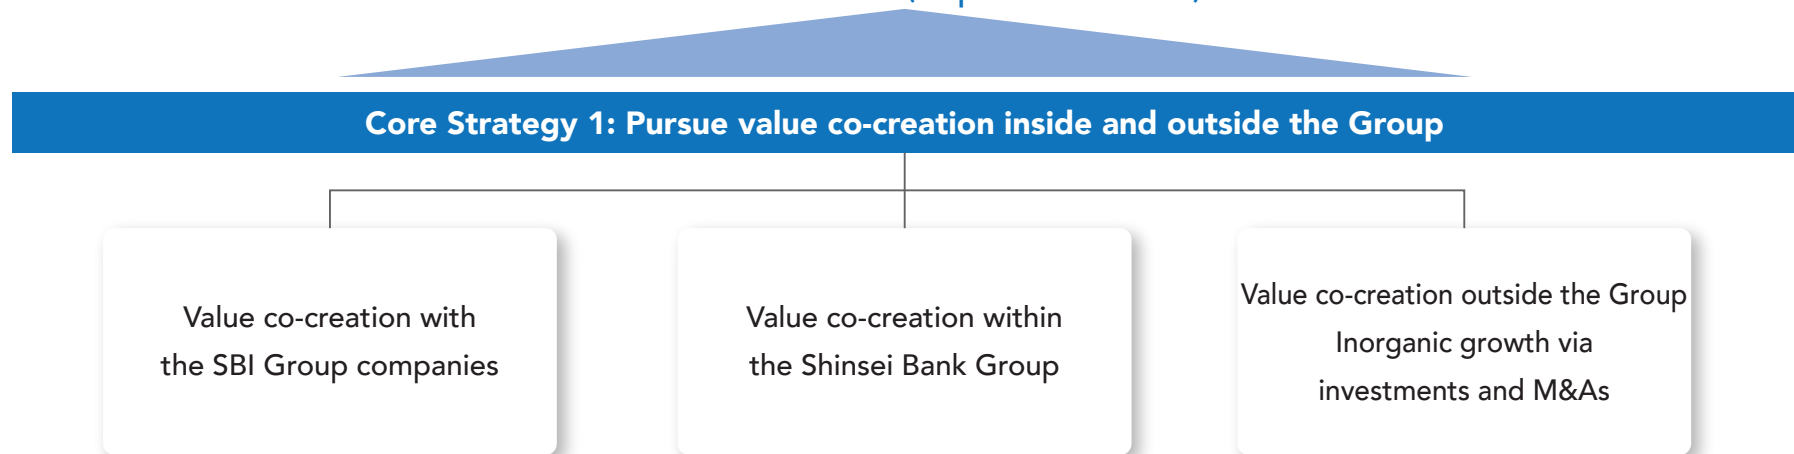 Core Strategy 1: Pursue value co-creation inside and outside the Group
Value co-creation with
the SBI Group companies
Value co-creation within
the Shinsei Bank Group
Value co-creation outside the Group
Inorganic growth via
investments and M&As